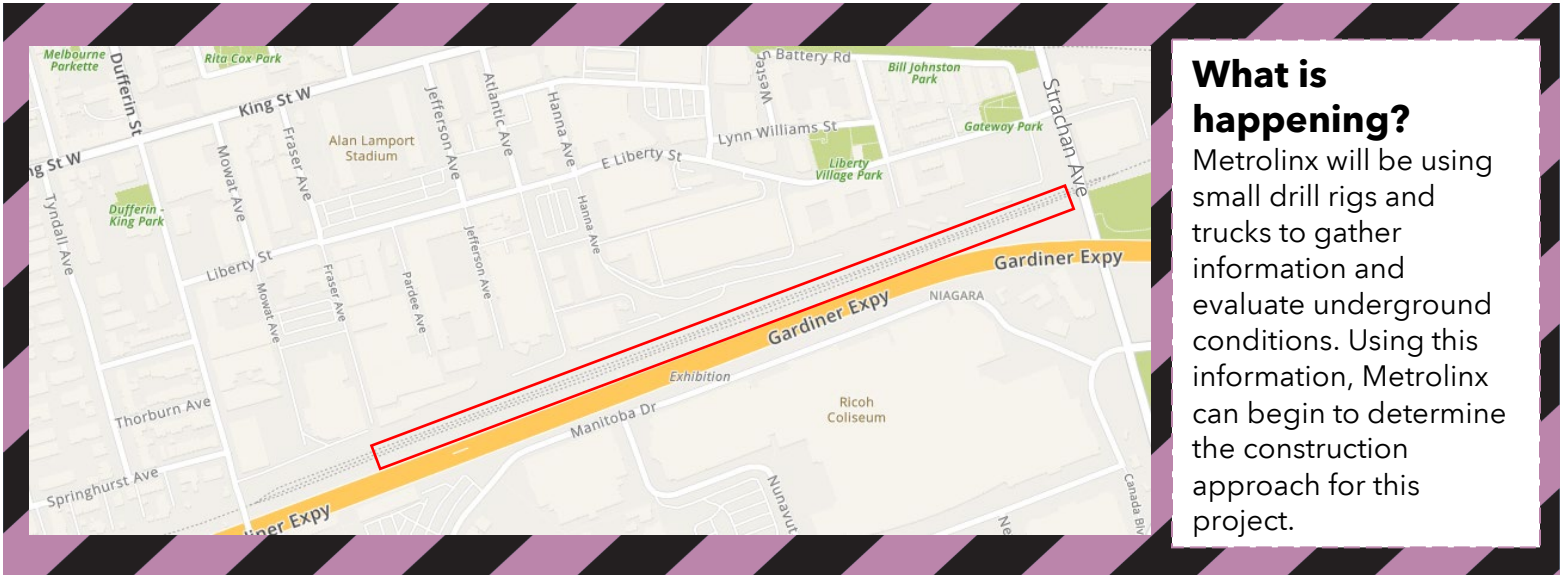 Melbourne
Parkette
Rita Cox Park
Dufferin St
King St W
ng St W
Tyndall Ave
Dufferin -
King Park
Mowat Ave
Fraser Ave
Alan Lamport
Stadium
Jefferson Ave
Atlantic Ave
Hanna Ave
E Liberty St
Lynn Williams St
Battery Rd
Bill Johnston
Park
Gateway Park
Strachan Ave
Liberty
Village Park
Liberty St
Mowat Ave
Fraser Ave
Pardee Ave
Jefferson Ave
Hanna Ave
Gardiner Expy
Gardiner Expy
NIAGARA
Exhibition
Manitoba Dr
Ricoh
Coliseum
Thorburn Ave
Springhurst Ave
diner Expy
Nunavut
Ne
Canada Blv
What is
happening?
Metrolinx will be using
small drill rigs and
trucks to gather
information and
evaluate underground
conditions. Using this
information, Metrolinx
can begin to determine
the construction
approach for this
project.